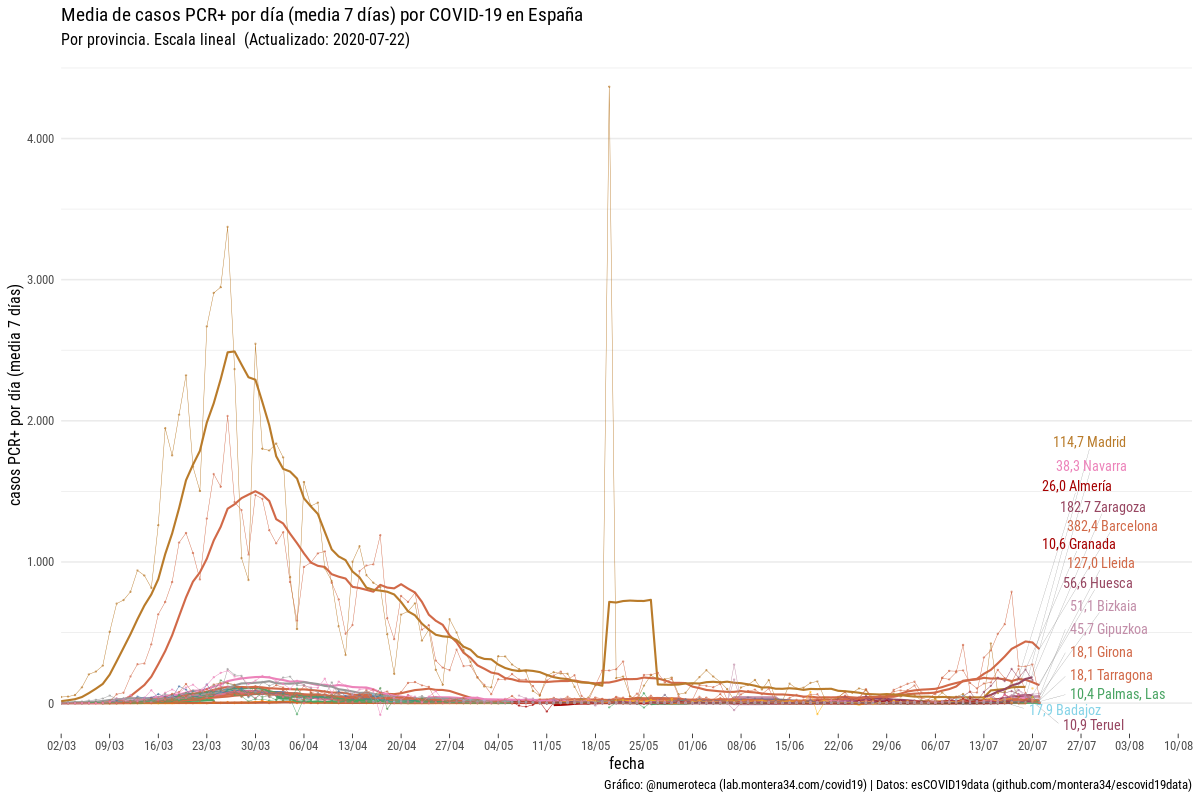 Media de casos PCR+ por día (media 7 días) por COVID-19 en España
Por provincia. Escala lineal (Actualizado: 2020-07-22)
casos PCR+ por día (media 7 días)
4.000
3.000
2.000
1.000
0
114,7 Madrid
38,3 Navarra
26,0 Almería
182,7 Zaragoza
382,4 Barcelona
10,6 Granada
127,0 Lleida
56,6 Huesca
51,1 Bizkaia
45,7 Gipuzkoa
18,1 Girona
18,1 Tarragona
10,4 Palmas, Las
17,9 Badajoz
10,9 Teruel
02/03 09/03 16/03 23/03 30/03 06/04 13/04 20/04 27/04 04/05 11/05 18/05 25/05 01/06 08/06 15/06 22/06 29/06 06/07 13/07 20/07 27/07 03/08 10/08
fecha
Gráfico: @numeroteca (lab.montera34.com/covid19) | Datos: esCOVID19data (github.com/montera34/escovid19data)